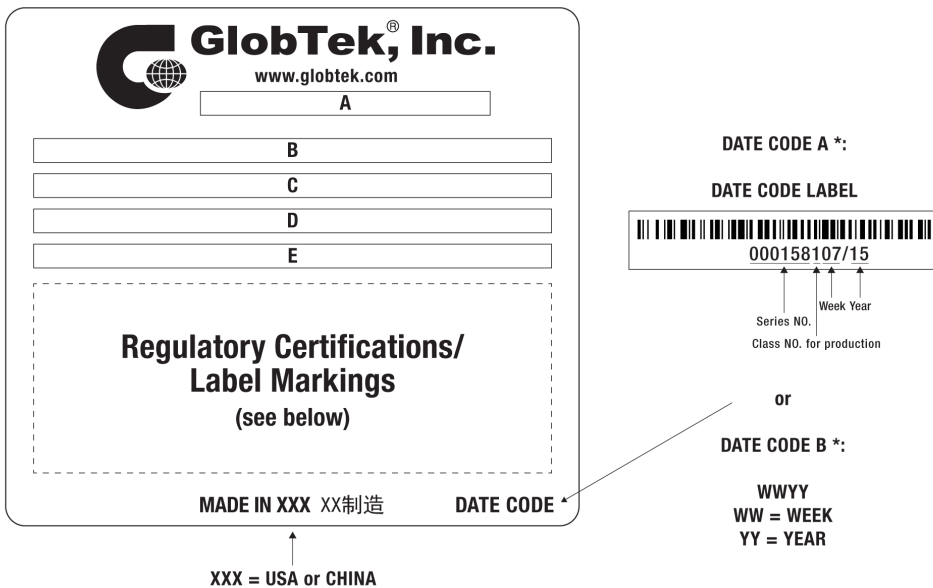 GlobTek,® Inc.
www.globtek.com
A
B
C
D
E
Regulatory Certifications/
Label Markings
(see below)
MADE IN XXX XX制造
DATE CODE
XXX = USA or CHINA
DATE CODE A *:
DATE CODE LABEL
000158107/15
Week Year
Series NO.
Class NO. for production
or
DATE CODE B *:
WWYY
WW = WEEK
YY = YEAR